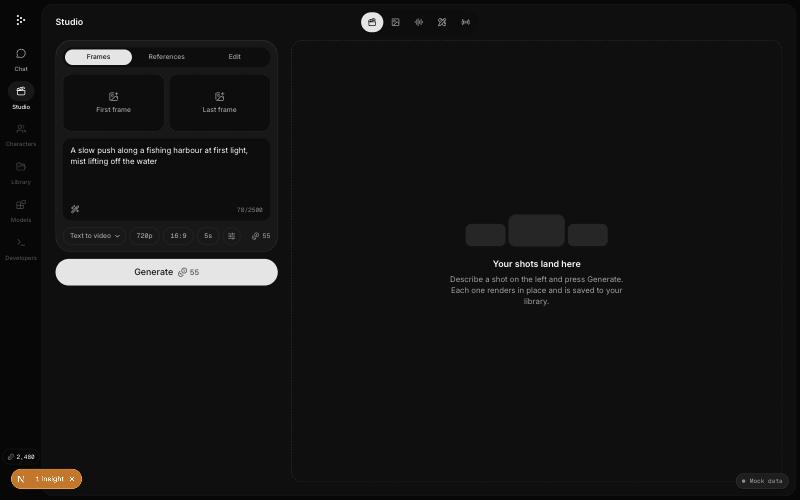 Studio
Chat
Studio
Characters
Library
Models
Developers
2,480
N 1 Insight ×
Frames
References
Edit
First frame
Last frame
A slow push along a fishing harbour at first light,
mist lifting off the water
78/2500
Text to video
720p
16:9
5s
55
Generate 55
Your shots land here
Describe a shot on the left and press Generate.
Each one renders in place and is saved to your
library.
Mock data